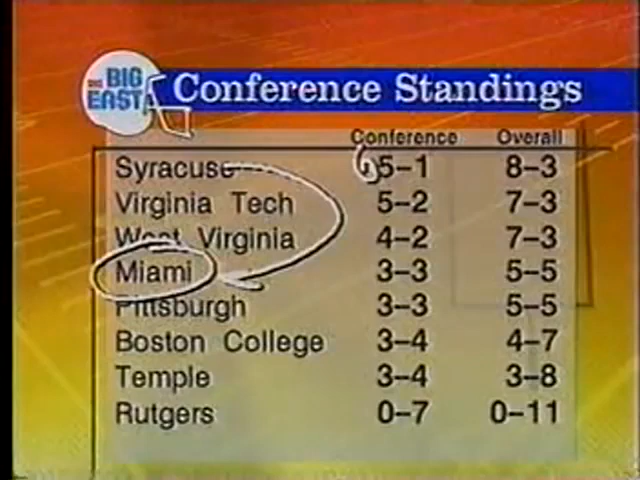 THE BIG EAST
Conference Standings
Conference Overall
Syracuse 6 5-1 8-3
Virginia Tech 5-2 7-3
West Virginia 4-2 7-3
Miami 3-3 5-5
Pittsburgh 3-3 5-5
Boston College 3-4 4-7
Temple 3-4 3-8
Rutgers 0-7 0-11